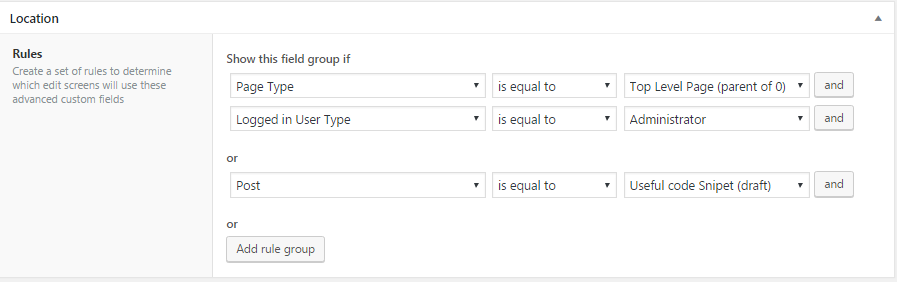 Location
Rules
Create a set of rules to determine
which edit screens will use these
advanced custom fields
Show this field group if
Page Type is equal to Top Level Page (parent of 0) and
Logged in User Type is equal to Administrator and
or
Post is equal to Useful code Snipet (draft) and
or
Add rule group